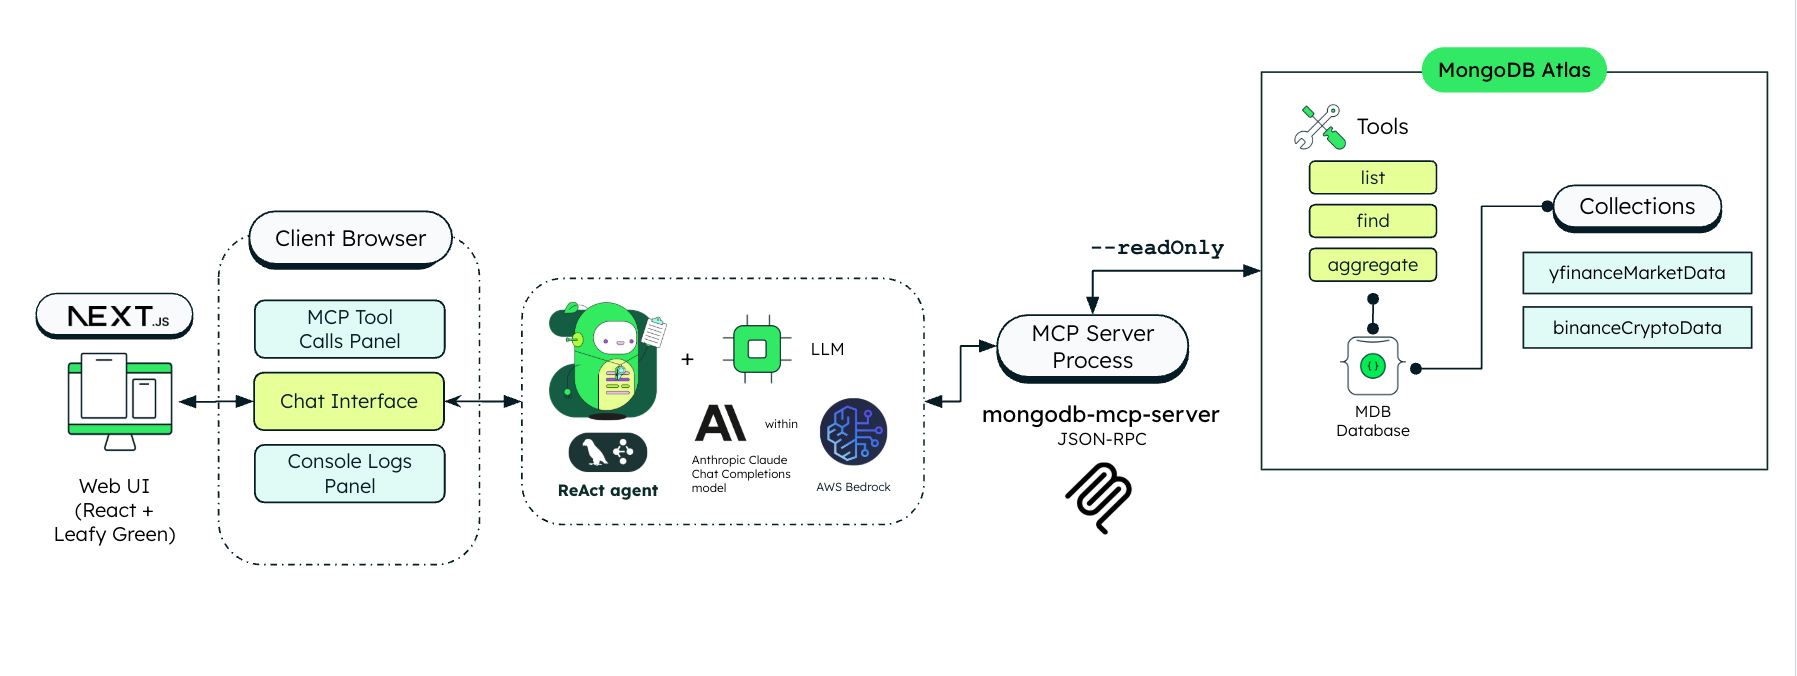 NEXT.JS
Web UI
(React +
Leafy Green)
Client Browser
MCP Tool
Calls Panel
Chat Interface
Console Logs
Panel
+
LLM
ReAct agent
AI
within
Anthropic Claude
Chat Completions
model
AWS Bedrock
MCP Server
Process
mongodb-mcp-server
JSON-RPC
--readOnly
MongoDB Atlas
Tools
list
find
aggregate
{}
MDB
Database
Collections
yfinanceMarketData
binanceCryptoData